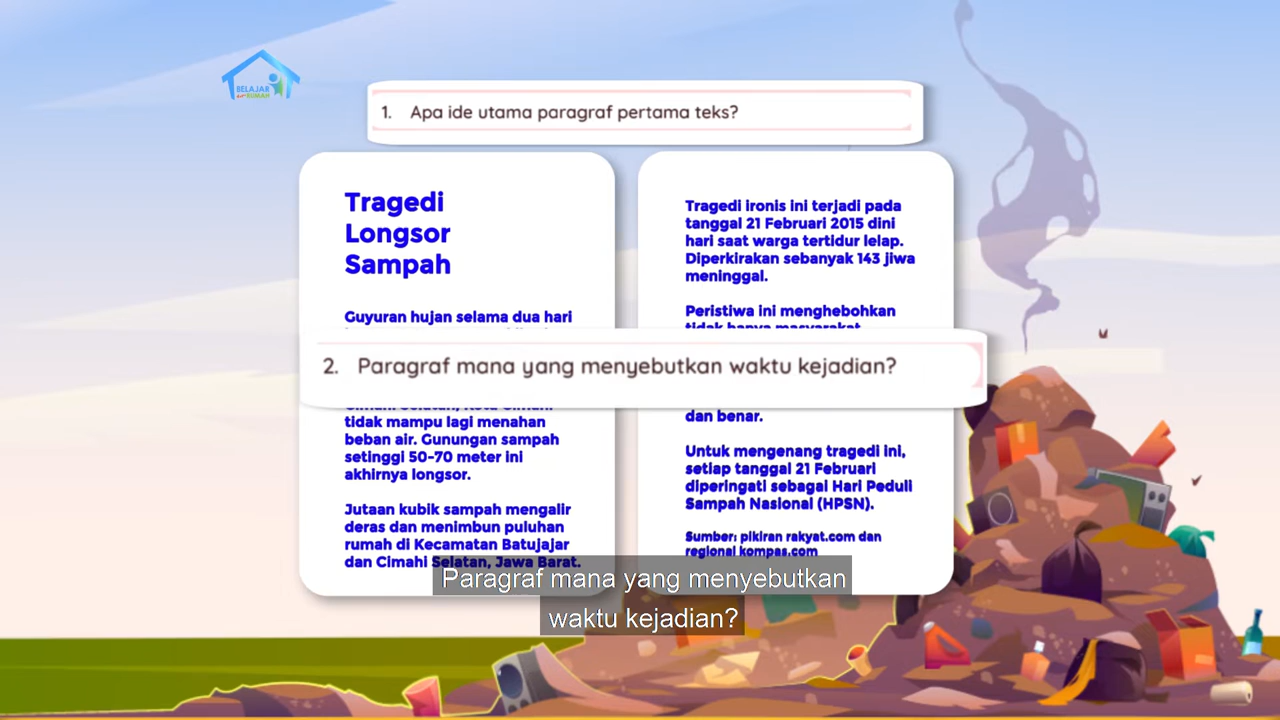 BELAJAR
RUMAH
1. Apa ide utama paragraf pertama teks?
Tragedi
Longsor
Sampah
Guyuran hujan selama dua hari
2. Paragraf mana yang menyebutkan waktu kejadian?
tidak mampu lagi menahan
beban air. Gunungan sampah
setinggi 50-70 meter ini
akhirnya longsor.
Jutaan kubik sampah mengalir
deras dan menimbun puluhan
rumah di Kecamatan Batujajar
dan Cimahi Selatan, Jawa Barat.
Tragedi ironis ini terjadi pada
tanggal 21 Februari 2015 dini
hari saat warga tertidur lelap.
Diperkirakan sebanyak 143 jiwa
meninggal.
Peristiwa ini menghebohkan
tidak hanya masyarakat
dan benar.
Untuk mengenang tragedi ini,
setiap tanggal 21 Februari
diperingati sebagai Hari Peduli
Sampah Nasional (HPSN).
Sumber: pikiran rakyat.com dan
regional kompas.com
Paragraf mana yang menyebutkan
waktu kejadian?